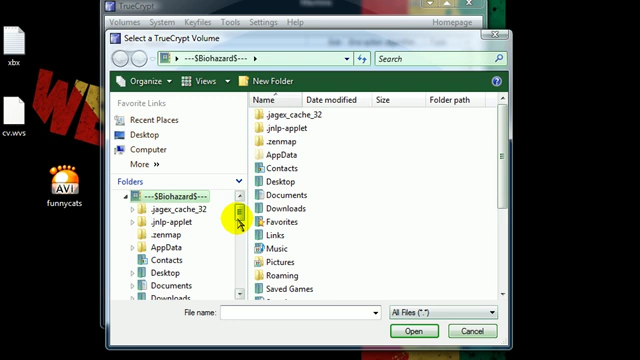 TrueCrypt
Volumes System Keyfiles Tools Settings Help Homepage
Select a TrueCrypt Volume
---$Biohazard$---
Search
Organize Views New Folder
Favorite Links
Recent Places
Desktop
Computer
More »
Folders
---$Biohazard$---
.jagex_cache_32
.jnlp-applet
.zenmap
AppData
Contacts
Desktop
Documents
Downloads
Name Date modified Size Folder path
.jagex_cache_32
.jnlp-applet
.zenmap
AppData
Contacts
Desktop
Documents
Downloads
Favorites
Links
Music
Pictures
Roaming
Saved Games
File name:
All Files (*.*)
Open Cancel
xbx
cv.wvs
AVI
funnycats